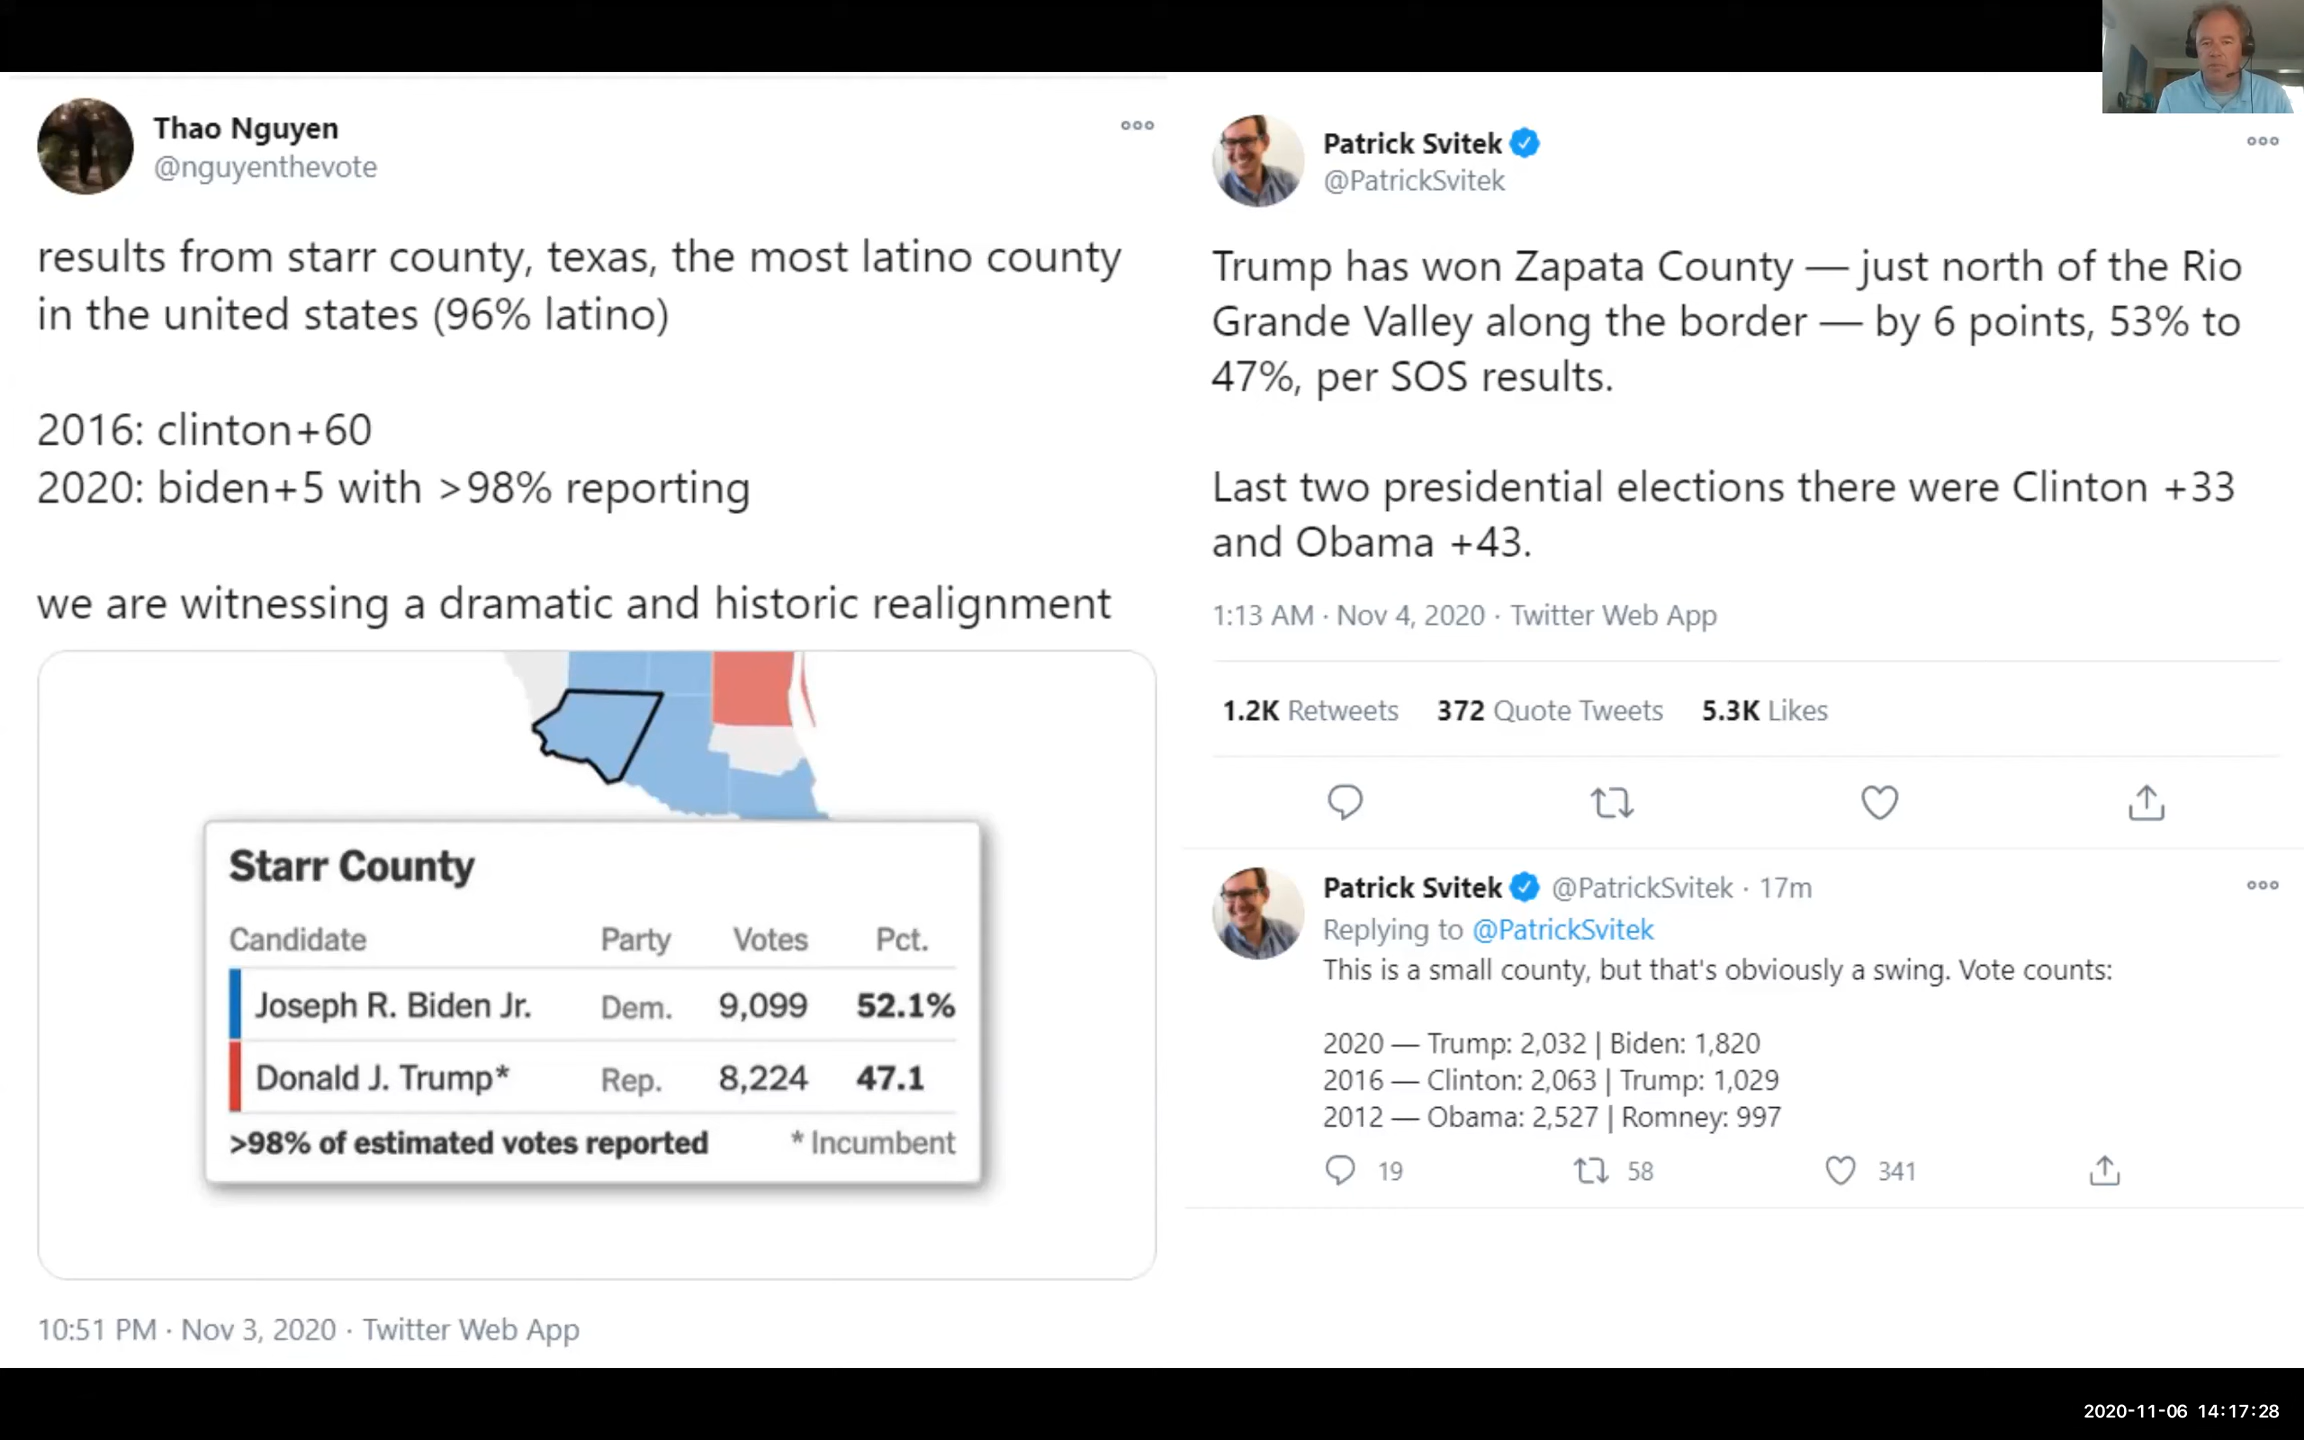 Thao Nguyen
@nguyenthevote
results from starr county, texas, the most latino county
in the united states (96% latino)
2016: clinton+60
2020: biden+5 with >98% reporting
we are witnessing a dramatic and historic realignment
Starr County
Candidate Party Votes Pct.
Joseph R. Biden Jr. Dem. 9,099 52.1%
Donald J. Trump* Rep. 8,224 47.1
>98% of estimated votes reported * Incumbent
10:51 PM · Nov 3, 2020 · Twitter Web App
Patrick Svitek
@PatrickSvitek
Trump has won Zapata County — just north of the Rio
Grande Valley along the border — by 6 points, 53% to
47%, per SOS results.
Last two presidential elections there were Clinton +33
and Obama +43.
1:13 AM · Nov 4, 2020 · Twitter Web App
1.2K Retweets 372 Quote Tweets 5.3K Likes
Patrick Svitek @PatrickSvitek · 17m
Replying to @PatrickSvitek
This is a small county, but that's obviously a swing. Vote counts:
2020 — Trump: 2,032 | Biden: 1,820
2016 — Clinton: 2,063 | Trump: 1,029
2012 — Obama: 2,527 | Romney: 997
19 58 341
2020-11-06 14:17:28